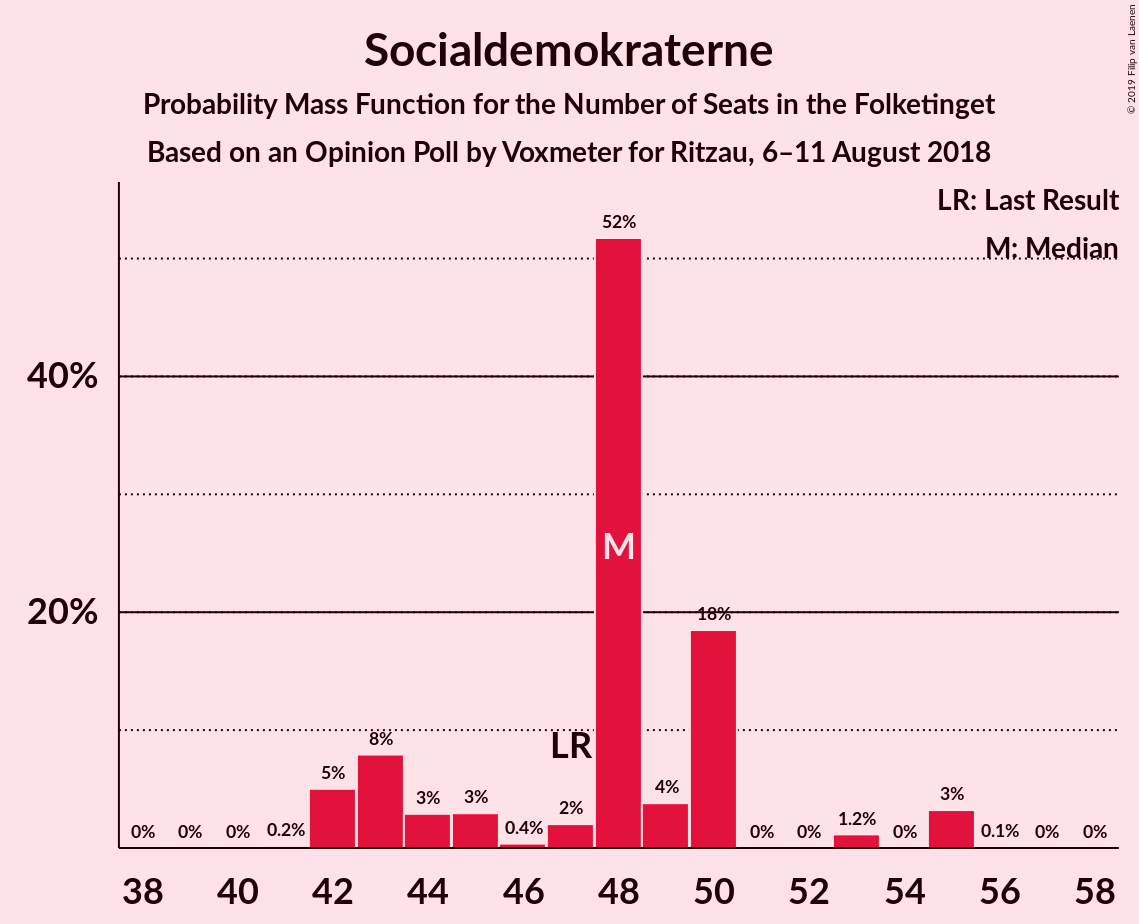 Socialdemokraterne
Probability Mass Function for the Number of Seats in the Folketinget
Based on an Opinion Poll by Voxmeter for Ritzau, 6–11 August 2018
© 2019 Filip van Laenen
LR: Last Result
M: Median
40%
20%
0% 0% 0% 0.2% 5% 8% 3% 3% 0.4% 2% 52% 4% 18% 0% 0% 1.2% 0% 3% 0.1% 0% 0%
LR
M
38 40 42 44 46 48 50 52 54 56 58